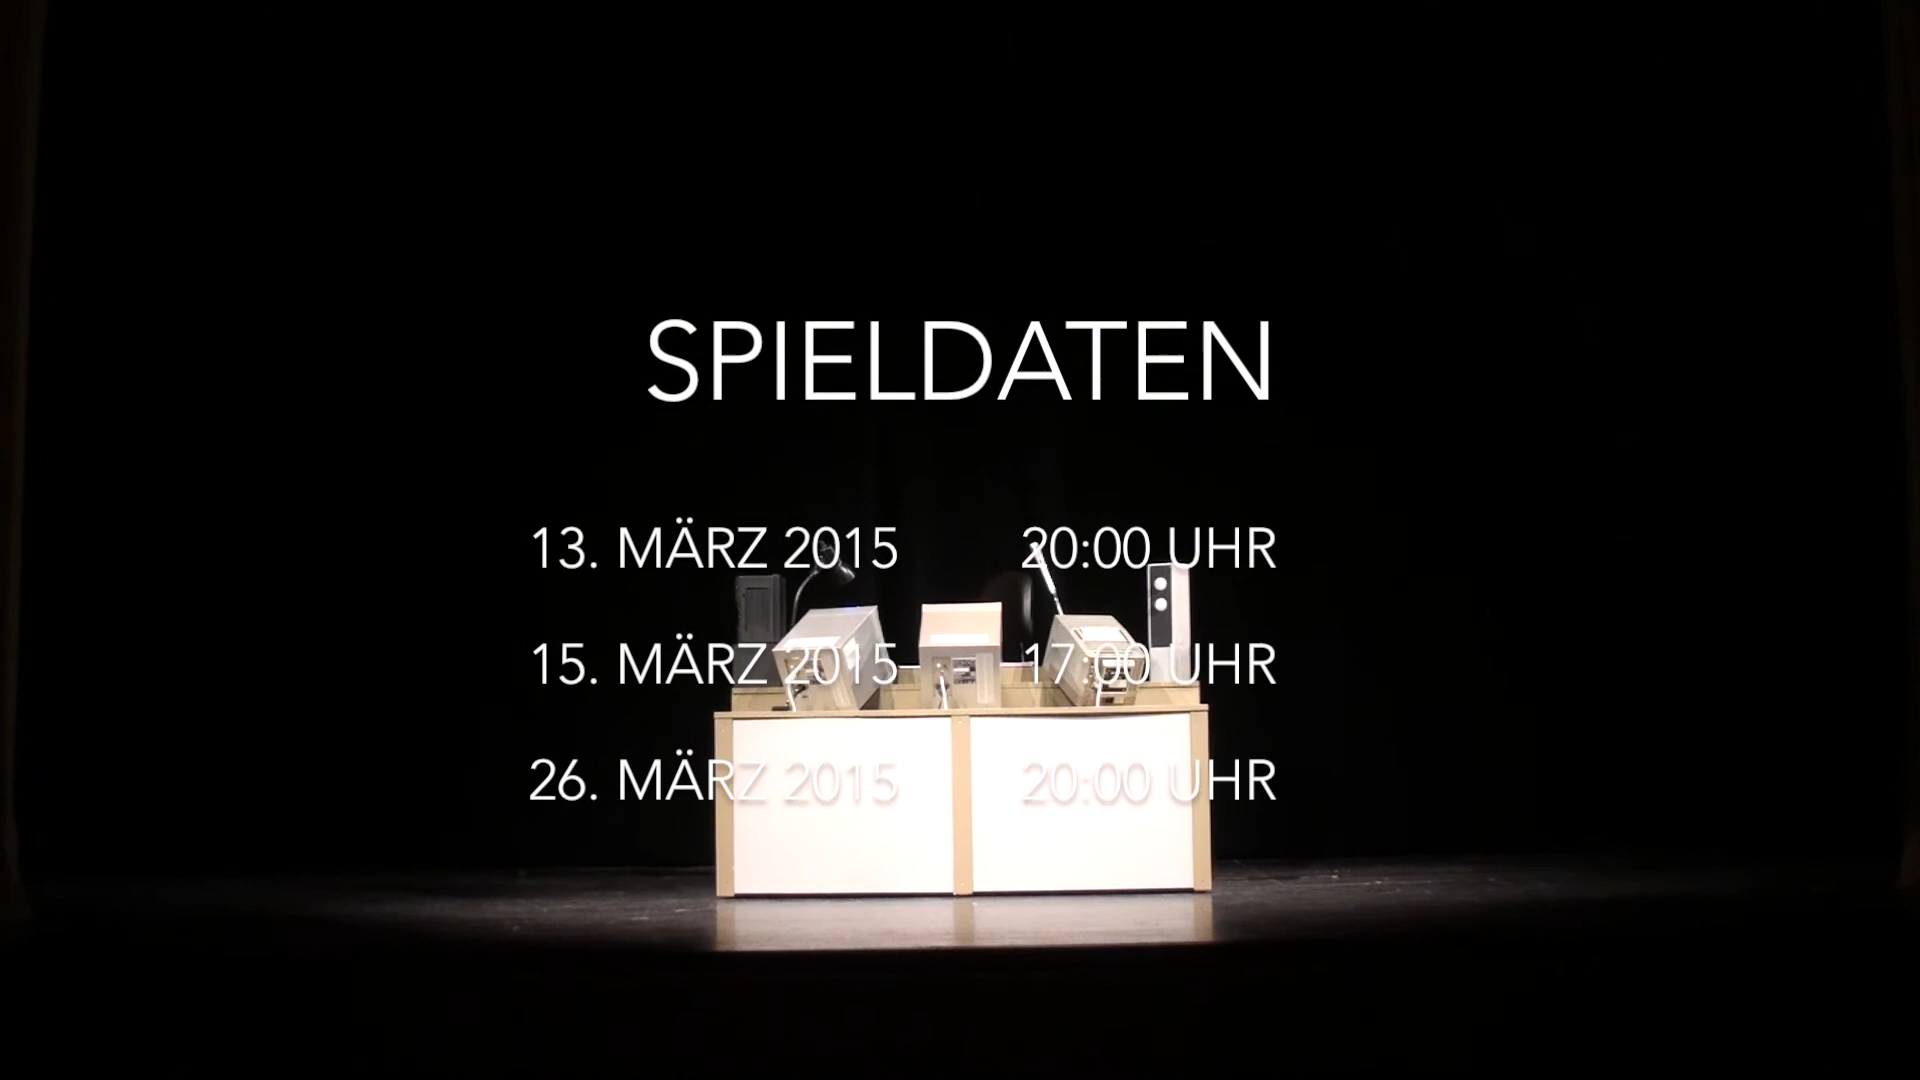 SPIELDATEN
13. MÄRZ 2015 20:00 UHR
15. MÄRZ 2015 17:00 UHR
26. MÄRZ 2015 20:00 UHR